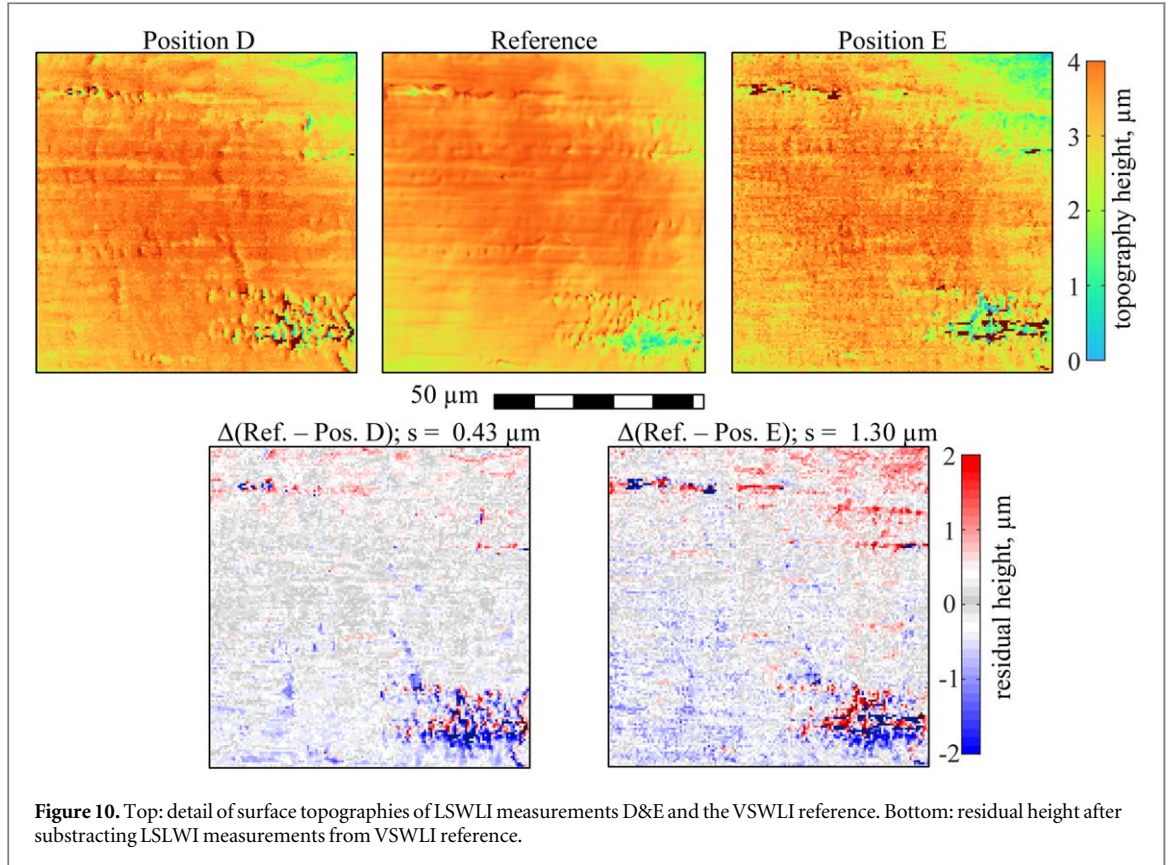 Position D
Reference
Position E
4
3
2
1
0
topography height, µm
50 µm
Δ(Ref. – Pos. D); s =  0.43 µm
Δ(Ref. – Pos. E); s =  1.30 µm
2
1
0
-1
-2
residual height, µm
Figure 10. Top: detail of surface topographies of LSWLI measurements D&E and the VSWLI reference. Bottom: residual height after
substracting LSLWI measurements from VSWLI reference.